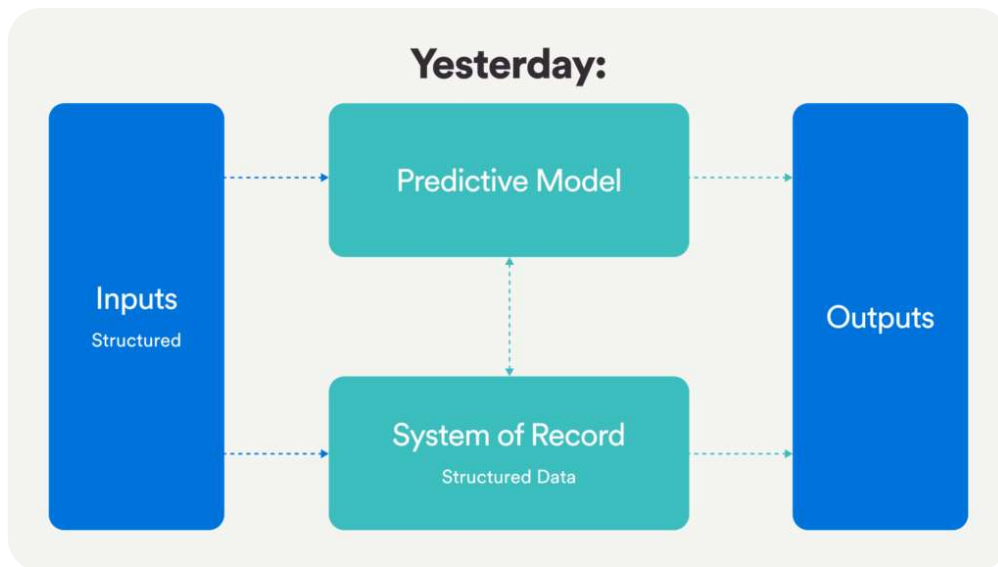 Yesterday:
Inputs
Structured
Predictive Model
System of Record
Structured Data
Outputs